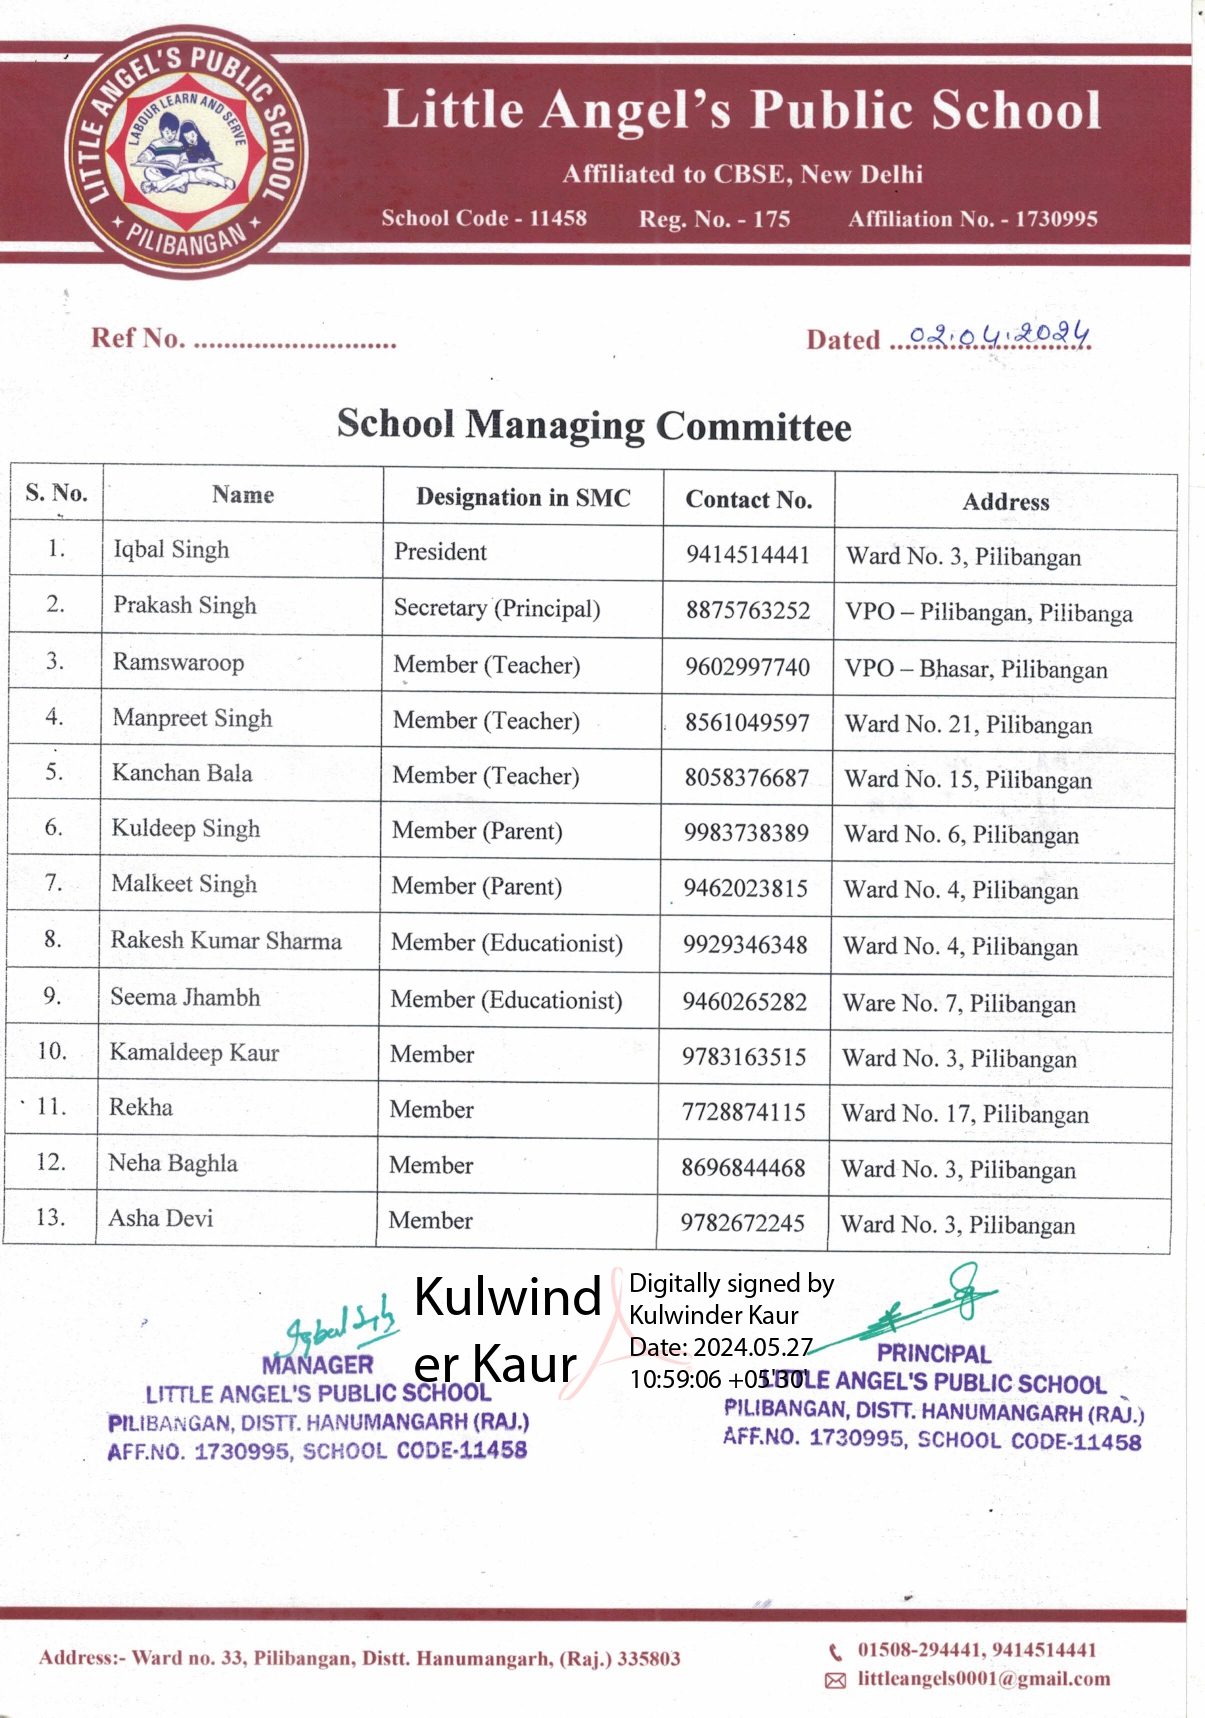 LITTLE ANGEL'S PUBLIC SCHOOL
LABOUR LEARN AND SERVE
PILIBANGAN
Little Angel's Public School
Affiliated to CBSE, New Delhi
School Code - 11458 Reg. No. - 175 Affiliation No. - 1730995
Ref No. ........................... Dated ...02.04.2024...
School Managing Committee
S. No. Name Designation in SMC Contact No. Address
1. Iqbal Singh President 9414514441 Ward No. 3, Pilibangan
2. Prakash Singh Secretary (Principal) 8875763252 VPO – Pilibangan, Pilibanga
3. Ramswaroop Member (Teacher) 9602997740 VPO – Bhasar, Pilibangan
4. Manpreet Singh Member (Teacher) 8561049597 Ward No. 21, Pilibangan
5. Kanchan Bala Member (Teacher) 8058376687 Ward No. 15, Pilibangan
6. Kuldeep Singh Member (Parent) 9983738389 Ward No. 6, Pilibangan
7. Malkeet Singh Member (Parent) 9462023815 Ward No. 4, Pilibangan
8. Rakesh Kumar Sharma Member (Educationist) 9929346348 Ward No. 4, Pilibangan
9. Seema Jhambh Member (Educationist) 9460265282 Ware No. 7, Pilibangan
10. Kamaldeep Kaur Member 9783163515 Ward No. 3, Pilibangan
11. Rekha Member 7728874115 Ward No. 17, Pilibangan
12. Neha Baghla Member 8696844468 Ward No. 3, Pilibangan
13. Asha Devi Member 9782672245 Ward No. 3, Pilibangan
Iqbal Singh
MANAGER
LITTLE ANGEL'S PUBLIC SCHOOL
PILIBANGAN, DISTT. HANUMANGARH (RAJ.)
AFF.NO. 1730995, SCHOOL CODE-11458
Kulwind
er Kaur
Digitally signed by
Kulwinder Kaur
Date: 2024.05.27
10:59:06 +05'30'
PRINCIPAL
LITTLE ANGEL'S PUBLIC SCHOOL
PILIBANGAN, DISTT. HANUMANGARH (RAJ.)
AFF.NO. 1730995, SCHOOL CODE-11458
Address:- Ward no. 33, Pilibangan, Distt. Hanumangarh, (Raj.) 335803
01508-294441, 9414514441
littleangels0001@gmail.com